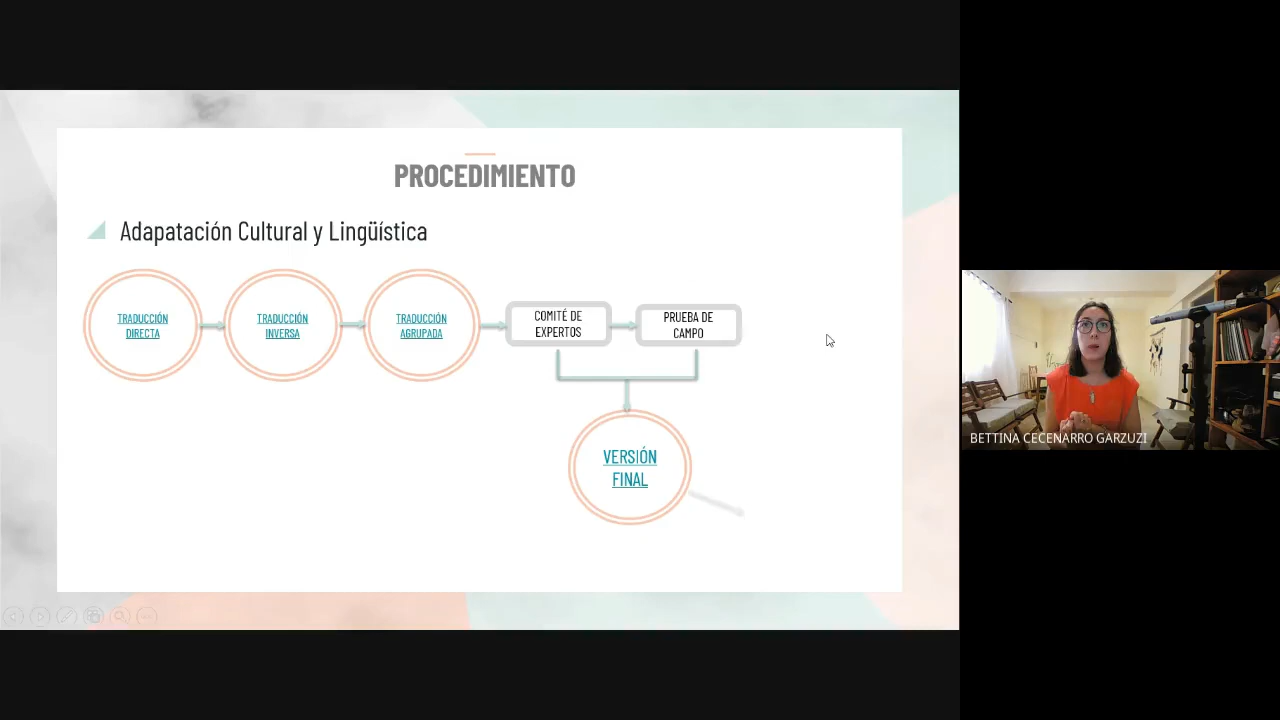 PROCEDIMIENTO
Adapatación Cultural y Lingüística
TRADUCCIÓN
DIRECTA
TRADUCCIÓN
INVERSA
TRADUCCIÓN
AGRUPADA
COMITÉ DE
EXPERTOS
PRUEBA DE
CAMPO
VERSIÓN
FINAL
BETTINA CECENARRO GARZUZI